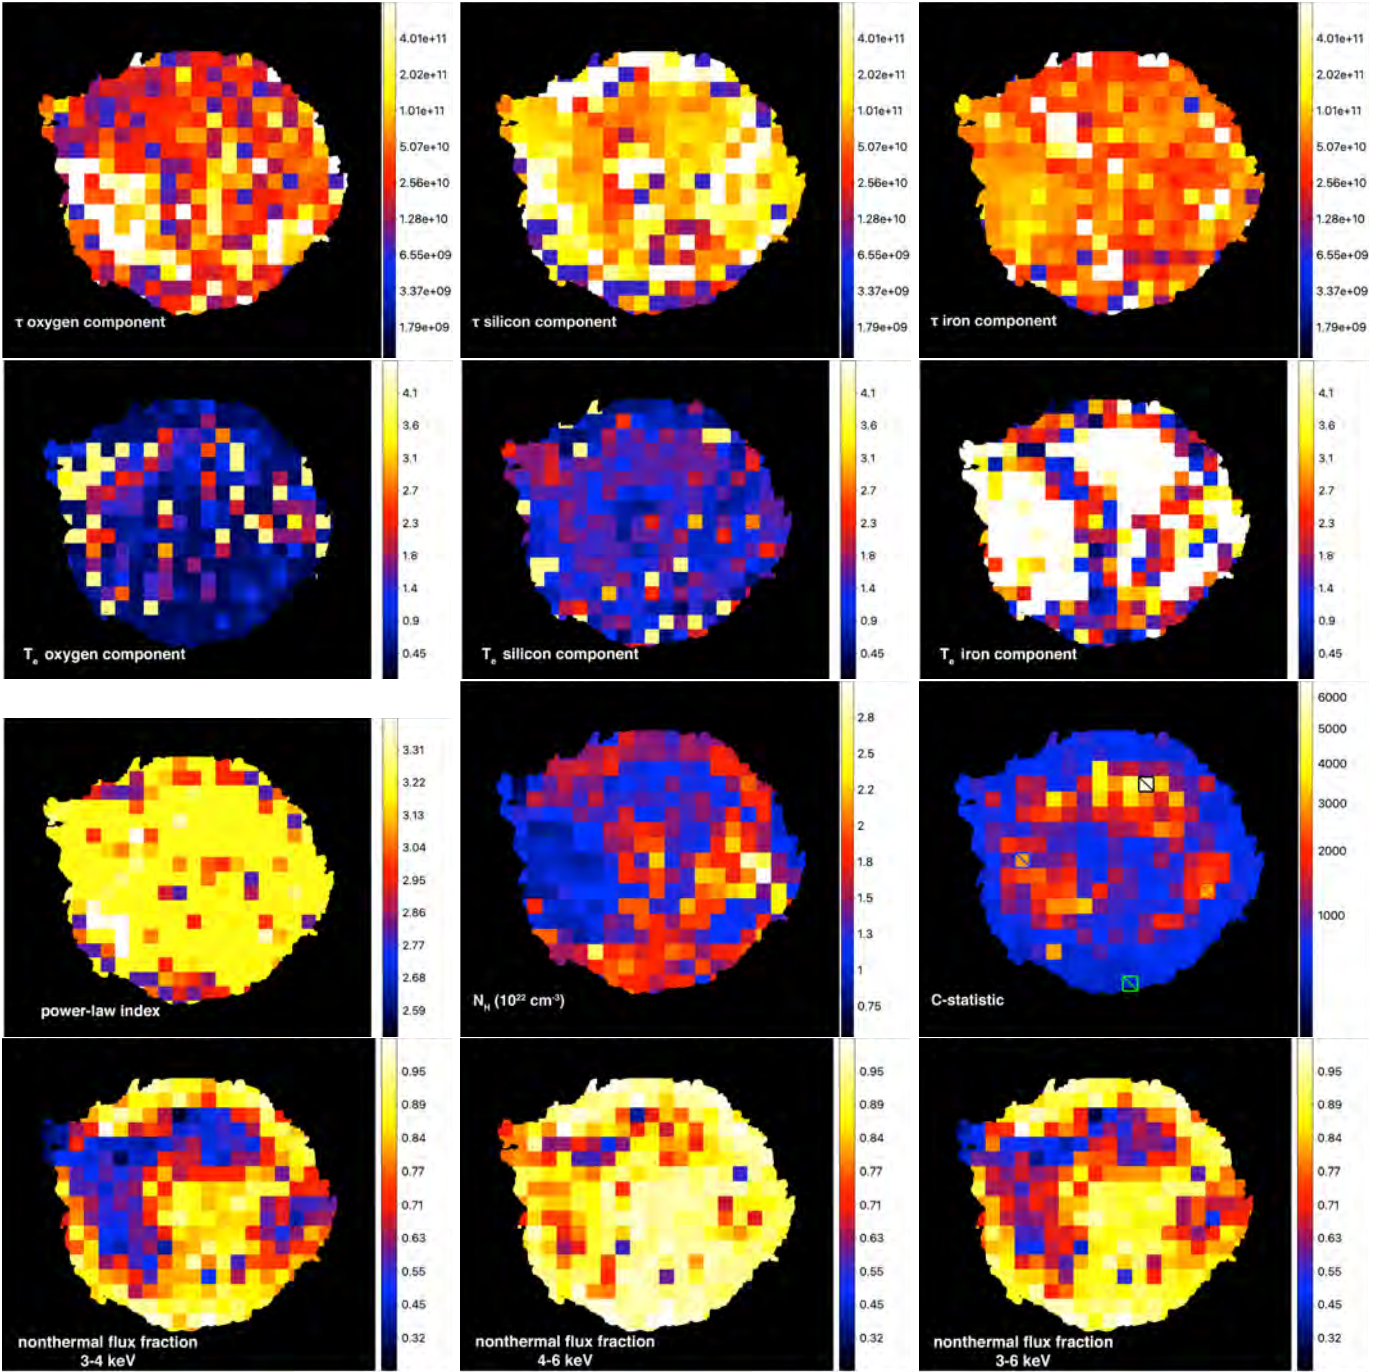 4.01e+11
2.02e+11
1.01e+11
5.07e+10
2.56e+10
1.28e+10
6.55e+09
3.37e+09
1.79e+09
τ oxygen component
4.01e+11
2.02e+11
1.01e+11
5.07e+10
2.56e+10
1.28e+10
6.55e+09
3.37e+09
1.79e+09
τ silicon component
4.01e+11
2.02e+11
1.01e+11
5.07e+10
2.56e+10
1.28e+10
6.55e+09
3.37e+09
1.79e+09
τ iron component
4.1
3.6
3.1
2.7
2.3
1.8
1.4
0.9
0.45
Te oxygen component
4.1
3.6
3.1
2.7
2.3
1.8
1.4
0.9
0.45
Te silicon component
4.1
3.6
3.1
2.7
2.3
1.8
1.4
0.9
0.45
Te iron component
3.31
3.22
3.13
3.04
2.95
2.86
2.77
2.68
2.59
power-law index
2.8
2.5
2.2
2
1.8
1.5
1.3
1
0.75
NH (10²² cm⁻³)
6000
5000
4000
3000
2000
1000
C-statistic
0.95
0.89
0.84
0.77
0.71
0.63
0.55
0.45
0.32
nonthermal flux fraction
3-4 keV
0.95
0.89
0.84
0.77
0.71
0.63
0.55
0.45
0.32
nonthermal flux fraction
4-6 keV
0.95
0.89
0.84
0.77
0.71
0.63
0.55
0.45
0.32
nonthermal flux fraction
3-6 keV